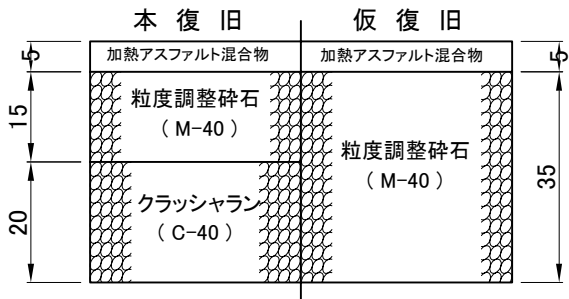 本復旧
仮復旧
5
加熱アスファルト混合物
加熱アスファルト混合物
5
15
粒度調整砕石
( M-40 )
粒度調整砕石
( M-40 )
35
20
クラッシャラン
( C-40 )